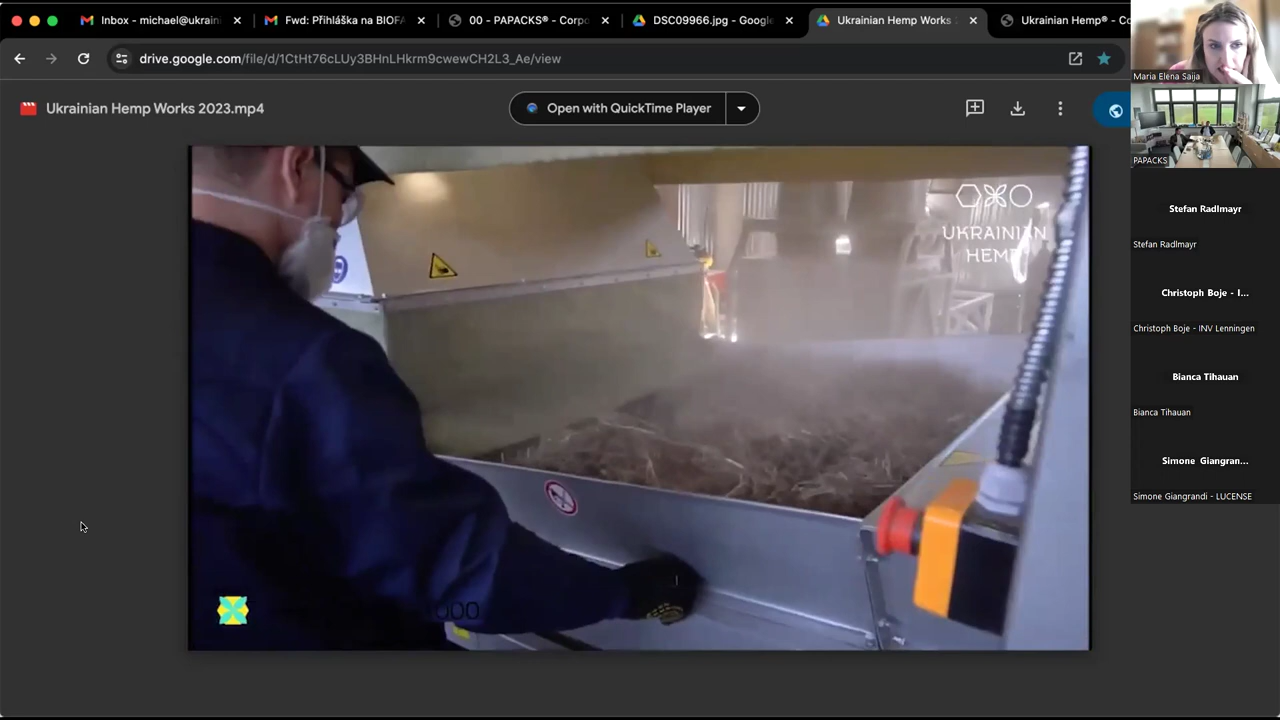 Inbox - michael@ukrain
Fwd: Přihláška na BIOFA
00 - PAPACKS® - Corpo
DSC09966.jpg - Google
Ukrainian Hemp Works 2
Ukrainian Hemp® - Co
drive.google.com/file/d/1CtHt76cLUy3BHnLHkrm9cwewCH2L3_Ae/view
Ukrainian Hemp Works 2023.mp4
Open with QuickTime Player
UKRAINIAN
HEMP
000
Maria Elena Saija
PAPACKS
Stefan Radlmayr
Stefan Radlmayr
Christoph Boje - I...
Christoph Boje - INV Lenningen
Bianca Tihauan
Bianca Tihauan
Simone Giangran...
Simone Giangrandi - LUCENSE